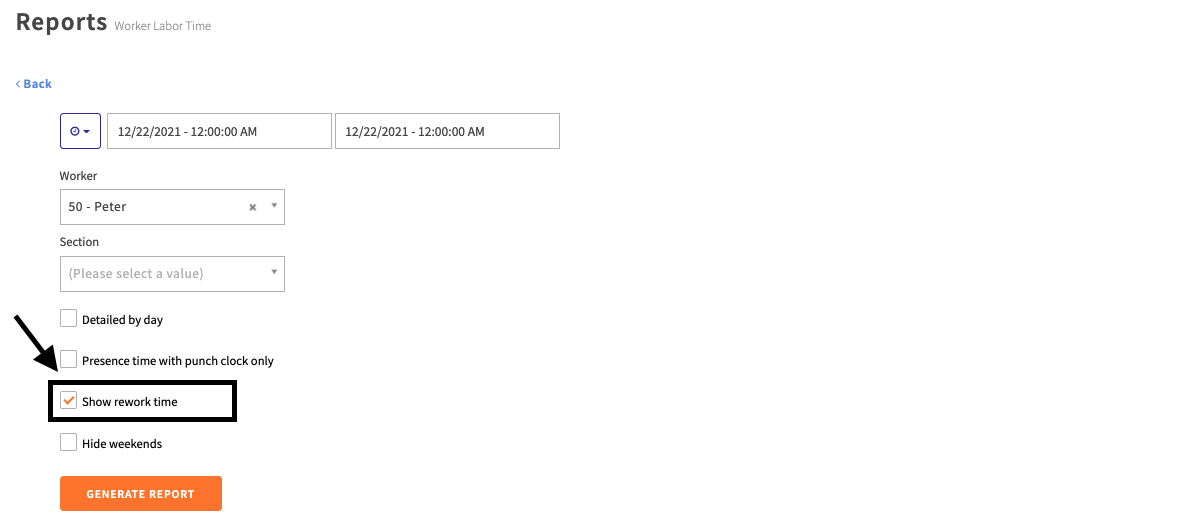 Reports Worker Labor Time
< Back
12/22/2021 - 12:00:00 AM 12/22/2021 - 12:00:00 AM
Worker
50 - Peter
Section
(Please select a value)
Detailed by day
Presence time with punch clock only
Show rework time
Hide weekends
GENERATE REPORT